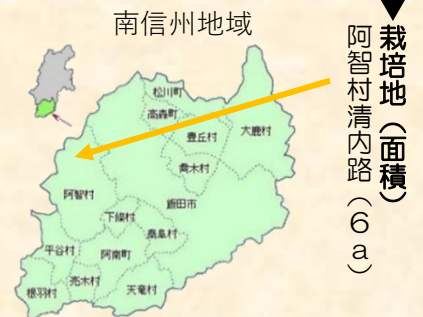 南信州地域
▼栽培地（面積）
阿智村清内路（６ａ）
松川町
高森町
豊丘村
大鹿村
喬木村
阿智村
飯田市
下條村
泰阜村
平谷村
阿南町
売木村
天竜村
根羽村